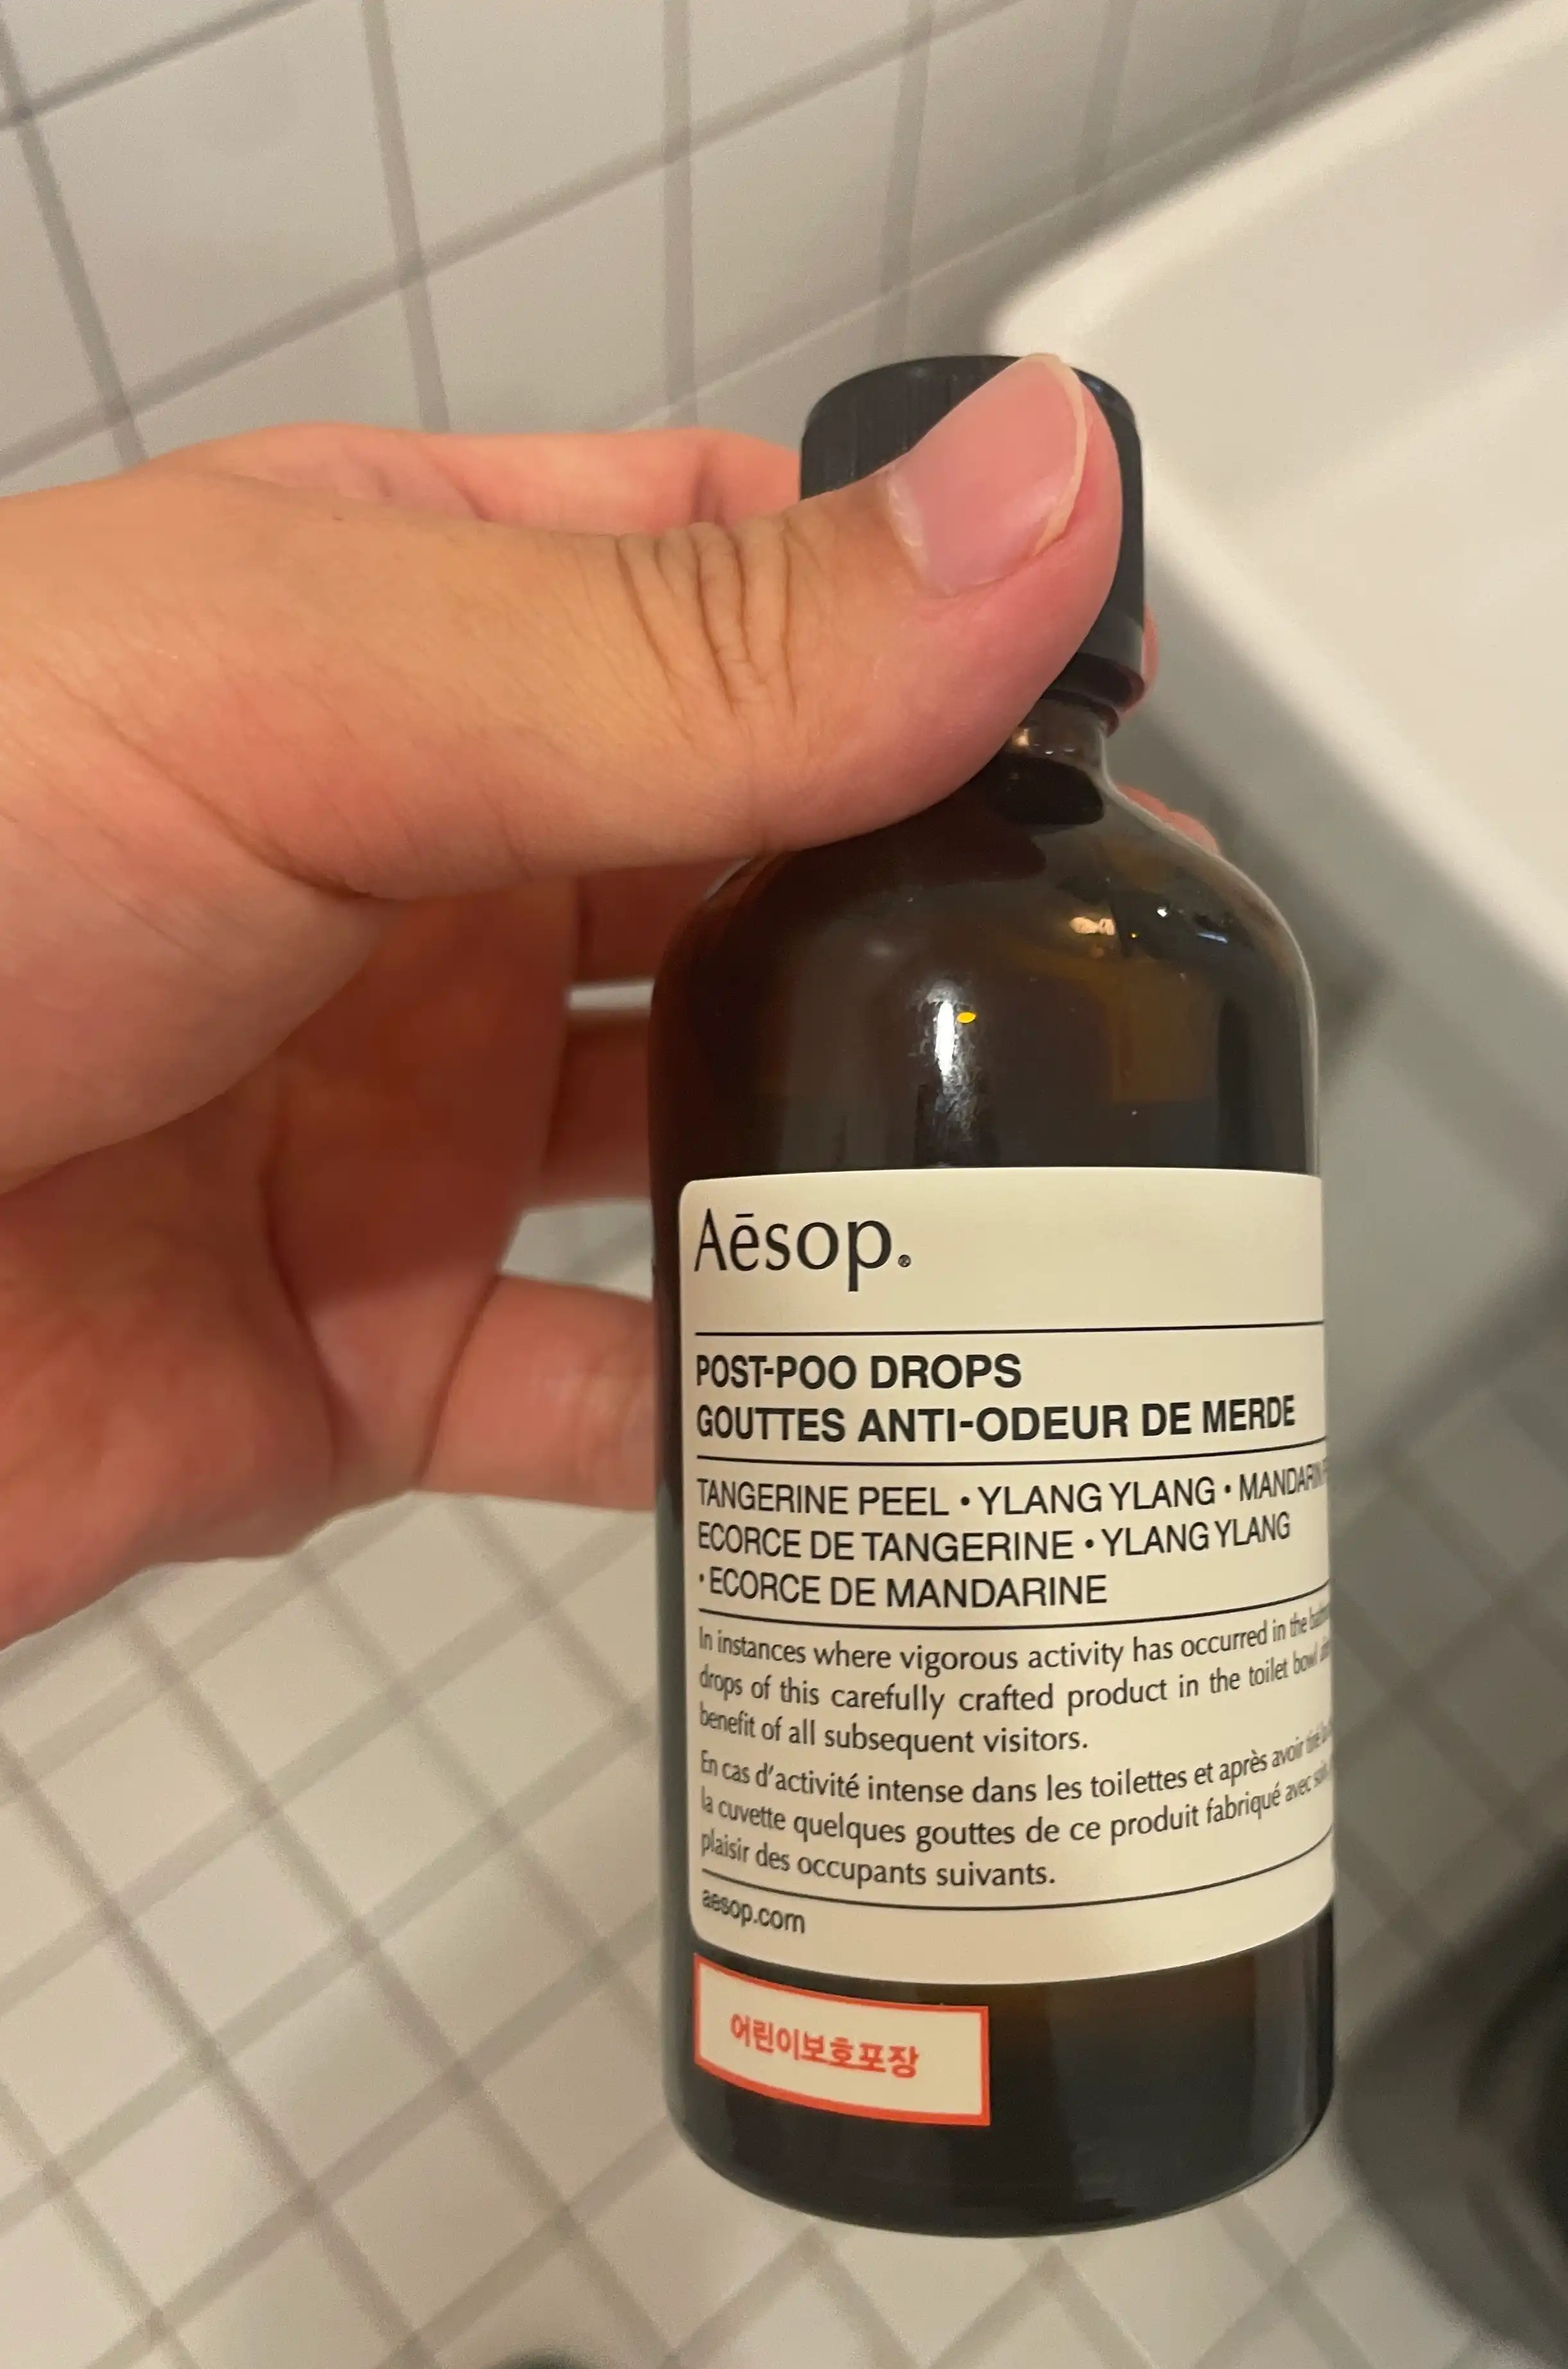 Aēsop.®
POST-POO DROPS
GOUTTES ANTI-ODEUR DE MERDE
TANGERINE PEEL • YLANG YLANG • MANDARIN
ECORCE DE TANGERINE • YLANG YLANG
• ECORCE DE MANDARINE
In instances where vigorous activity has occurred in the
drops of this carefully crafted product in the toilet bowl
benefit of all subsequent visitors.
En cas d'activité intense dans les toilettes et après avoir tiré
la cuvette quelques gouttes de ce produit fabriqué avec
plaisir des occupants suivants.
aesop.com
어린이보호포장